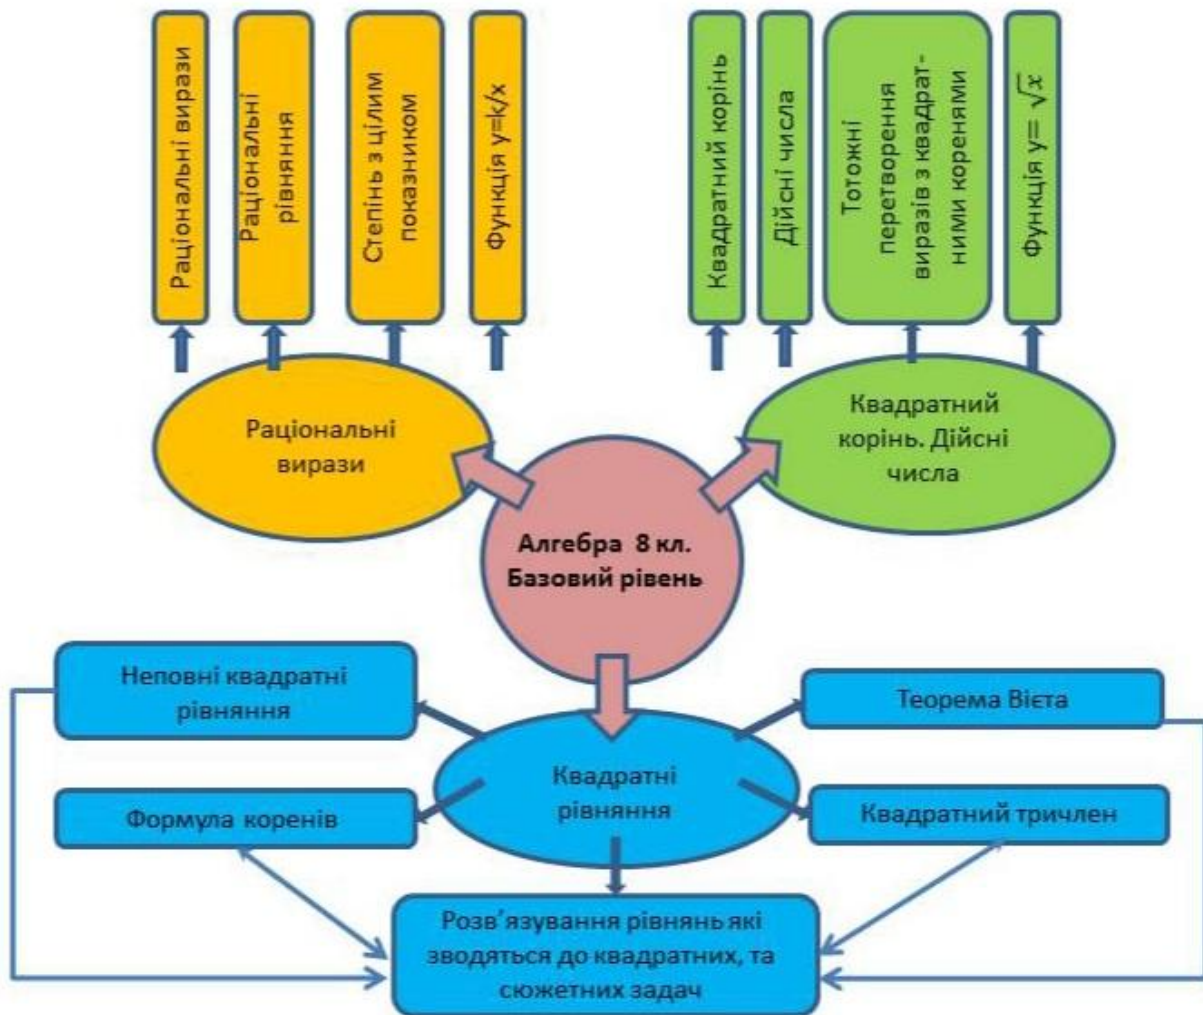 Раціональні вирази
Раціональні
рівняння
Степінь з цілим
показником
Функція y=k/x
Квадратний корінь
Дійсні числа
Тотожні
перетворення
виразів з квадрат-
ними коренями
Функція y= √x
Раціональні
вирази
Квадратний
корінь. Дійсні
числа
Алгебра 8 кл.
Базовий рівень
Неповні квадратні
рівняння
Теорема Вієта
Квадратні
рівняння
Формула коренів
Квадратний тричлен
Розв'язування рівнянь які
зводяться до квадратних, та
сюжетних задач